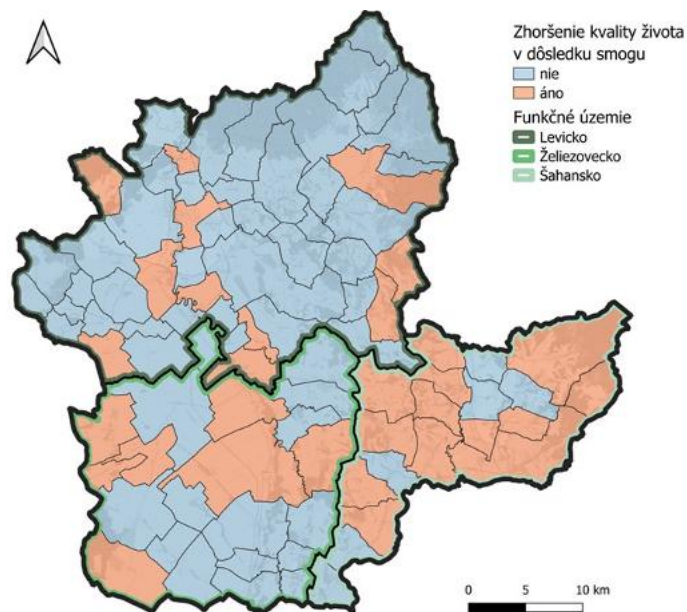 Zhoršenie kvality života
v dôsledku smogu
nie
áno
Funkčné územie
Levicko
Želiezovecko
Šahansko
0 5 10 km